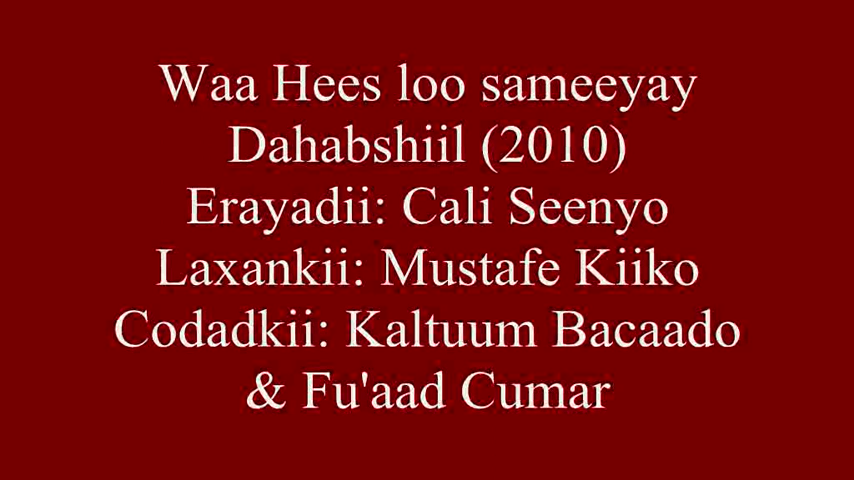 Waa Hees loo sameeyay
Dahabshiil (2010)
Erayadii: Cali Seenyo
Laxankii: Mustafe Kiiko
Codadkii: Kaltuum Bacaado
& Fu'aad Cumar